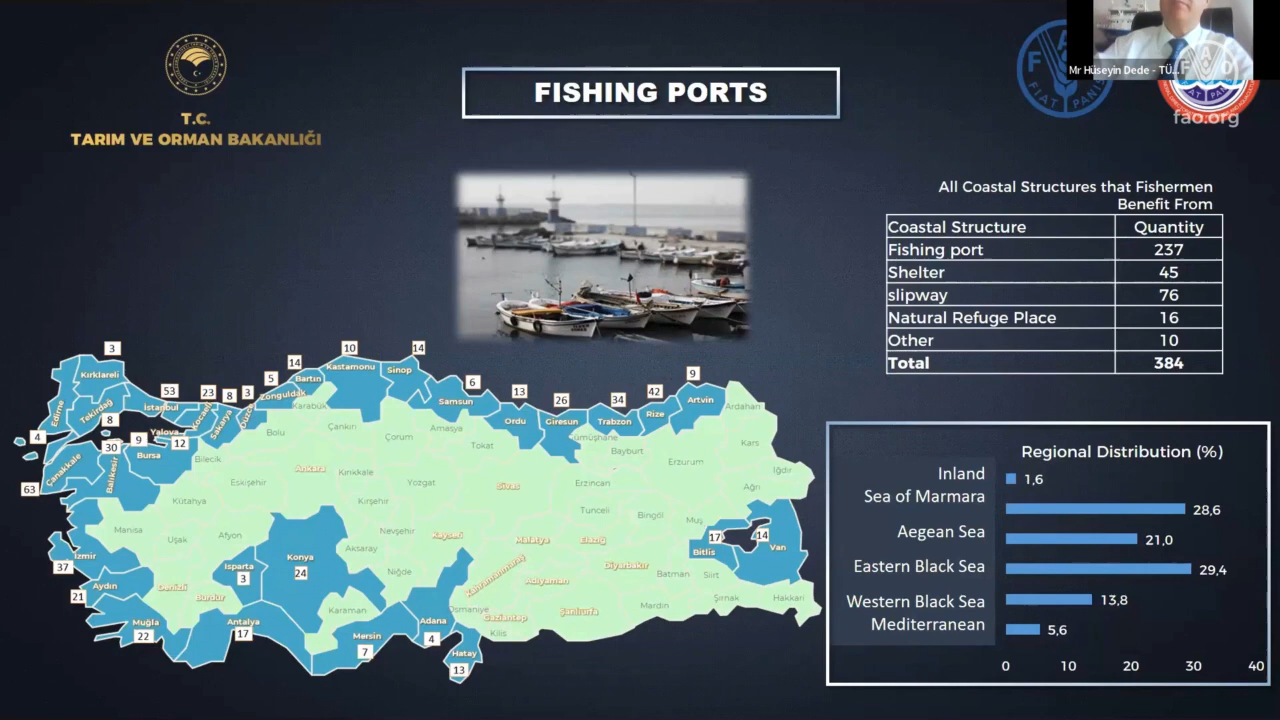 T.C.
TARIM VE ORMAN BAKANLIĞI
FISHING PORTS
FAO
FIAT PANIS
Mr Hüseyin Dede - TÜ...
fao.org
All Coastal Structures that Fishermen
Benefit From
Coastal Structure Quantity
Fishing port 237
Shelter 45
slipway 76
Natural Refuge Place 16
Other 10
Total 384
3
Kırklareli
Edirne
Tekirdağ
8
4
53
İstanbul
23
Kocaeli
8
Sakarya
3
Düzce
5
Zonguldak
14
Bartın
10
Kastamonu
14
Sinop
6
Samsun
13
Ordu
26
Giresun
34
Trabzon
42
Rize
9
Artvin
Ardahan
Karabük
Bolu
Çankırı
Çorum
Amasya
Tokat
ümüşhane
Bayburt
Erzurum
Kars
Iğdır
Ağrı
Yalova
12
9
Bursa
30
Balıkesir
Çanakkale
63
Bilecik
Eskişehir
Ankara
Kırıkkale
Yozgat
Sivas
Erzincan
Tunceli
Bingöl
Muş
Kütahya
Kırşehir
Manisa
Uşak
Afyon
Nevşehir
Kayseri
Malatya
Elazığ
17
Bitlis
14
Van
İzmir
37
Aydın
21
Denizli
Burdur
Isparta
3
Konya
24
Aksaray
Niğde
Kahramanmaraş
Adıyaman
Diyarbakır
Batman
Siirt
Şırnak
Hakkari
Mardin
Şanlıurfa
Gaziantep
Kilis
Osmaniye
Karaman
Muğla
22
Antalya
17
Mersin
7
Adana
4
Hatay
13
Regional Distribution (%)
Inland 1,6
Sea of Marmara 28,6
Aegean Sea 21,0
Eastern Black Sea 29,4
Western Black Sea 13,8
Mediterranean 5,6
0 10 20 30 40